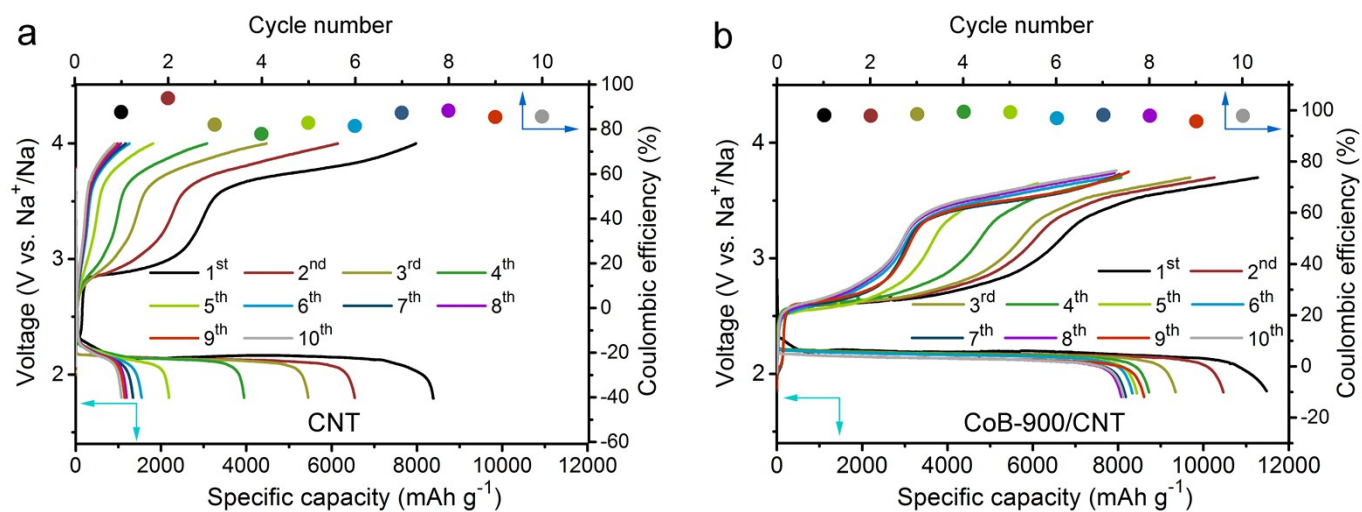 a
Cycle number
0 2 4 6 8 10
Voltage (V vs. Na⁺/Na)
4
3
2
100
80
60
40
20
0
-20
-40
-60
Coulombic efficiency (%)
1ˢᵗ 2ⁿᵈ 3ʳᵈ 4ᵗʰ
5ᵗʰ 6ᵗʰ 7ᵗʰ 8ᵗʰ
9ᵗʰ 10ᵗʰ
CNT
0 2000 4000 6000 8000 10000 12000
Specific capacity (mAh g⁻¹)
b
Cycle number
0 2 4 6 8 10
Voltage (V vs. Na⁺/Na)
4
3
2
100
80
60
40
20
0
-10
-20
Coulombic efficiency (%)
1ˢᵗ 2ⁿᵈ
3ʳᵈ 4ᵗʰ 5ᵗʰ 6ᵗʰ
7ᵗʰ 8ᵗʰ 9ᵗʰ 10ᵗʰ
CoB-900/CNT
0 2000 4000 6000 8000 10000 12000
Specific capacity (mAh g⁻¹)